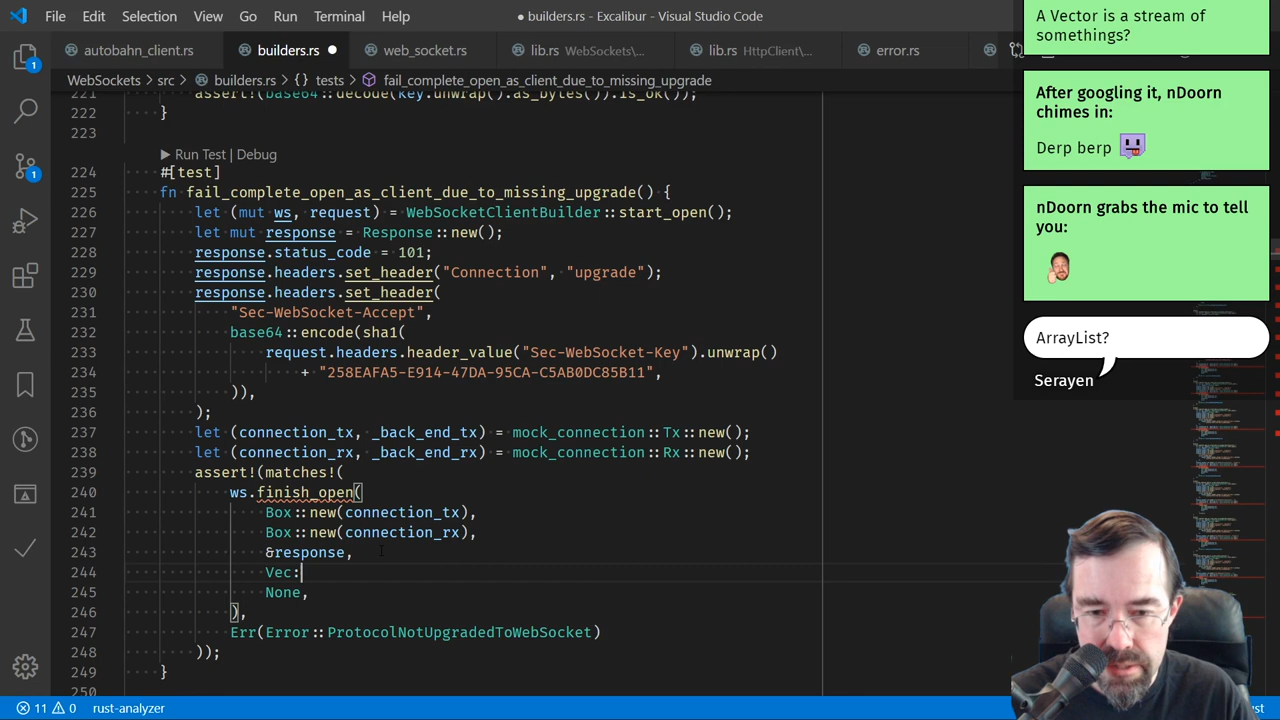 File Edit Selection View Go Run Terminal Help
● builders.rs - Excalibur - Visual Studio Code
autobahn_client.rs builders.rs ● web_socket.rs lib.rs WebSockets\... lib.rs HttpClient\... error.rs
WebSockets > src > builders.rs > {} tests > fail_complete_open_as_client_due_to_missing_upgrade
221 assert!(base64::decode(key.unwrap().as_bytes()).is_ok());
222 }
223
▶ Run Test | Debug
224 #[test]
225 fn fail_complete_open_as_client_due_to_missing_upgrade() {
226 let (mut ws, request) = WebSocketClientBuilder::start_open();
227 let mut response = Response::new();
228 response.status_code = 101;
229 response.headers.set_header("Connection", "upgrade");
230 response.headers.set_header(
231 "Sec-WebSocket-Accept",
232 base64::encode(sha1(
233 request.headers.header_value("Sec-WebSocket-Key").unwrap()
234 + "258EAFA5-E914-47DA-95CA-C5AB0DC85B11",
235 )),
236 );
237 let (connection_tx, _back_end_tx) = mock_connection::Tx::new();
238 let (connection_rx, _back_end_rx) = mock_connection::Rx::new();
239 assert!(matches!(
240 ws.finish_open(
241 Box::new(connection_tx),
242 Box::new(connection_rx),
243 &response,
244 Vec:
245 None,
246 ),
247 Err(Error::ProtocolNotUpgradedToWebSocket)
248 ));
249 }
250
A Vector is a stream of
somethings?
After googling it, nDoorn
chimes in:
Derp berp
nDoorn grabs the mic to tell
you:
ArrayList?
Serayen
1
1
11 0 rust-analyzer